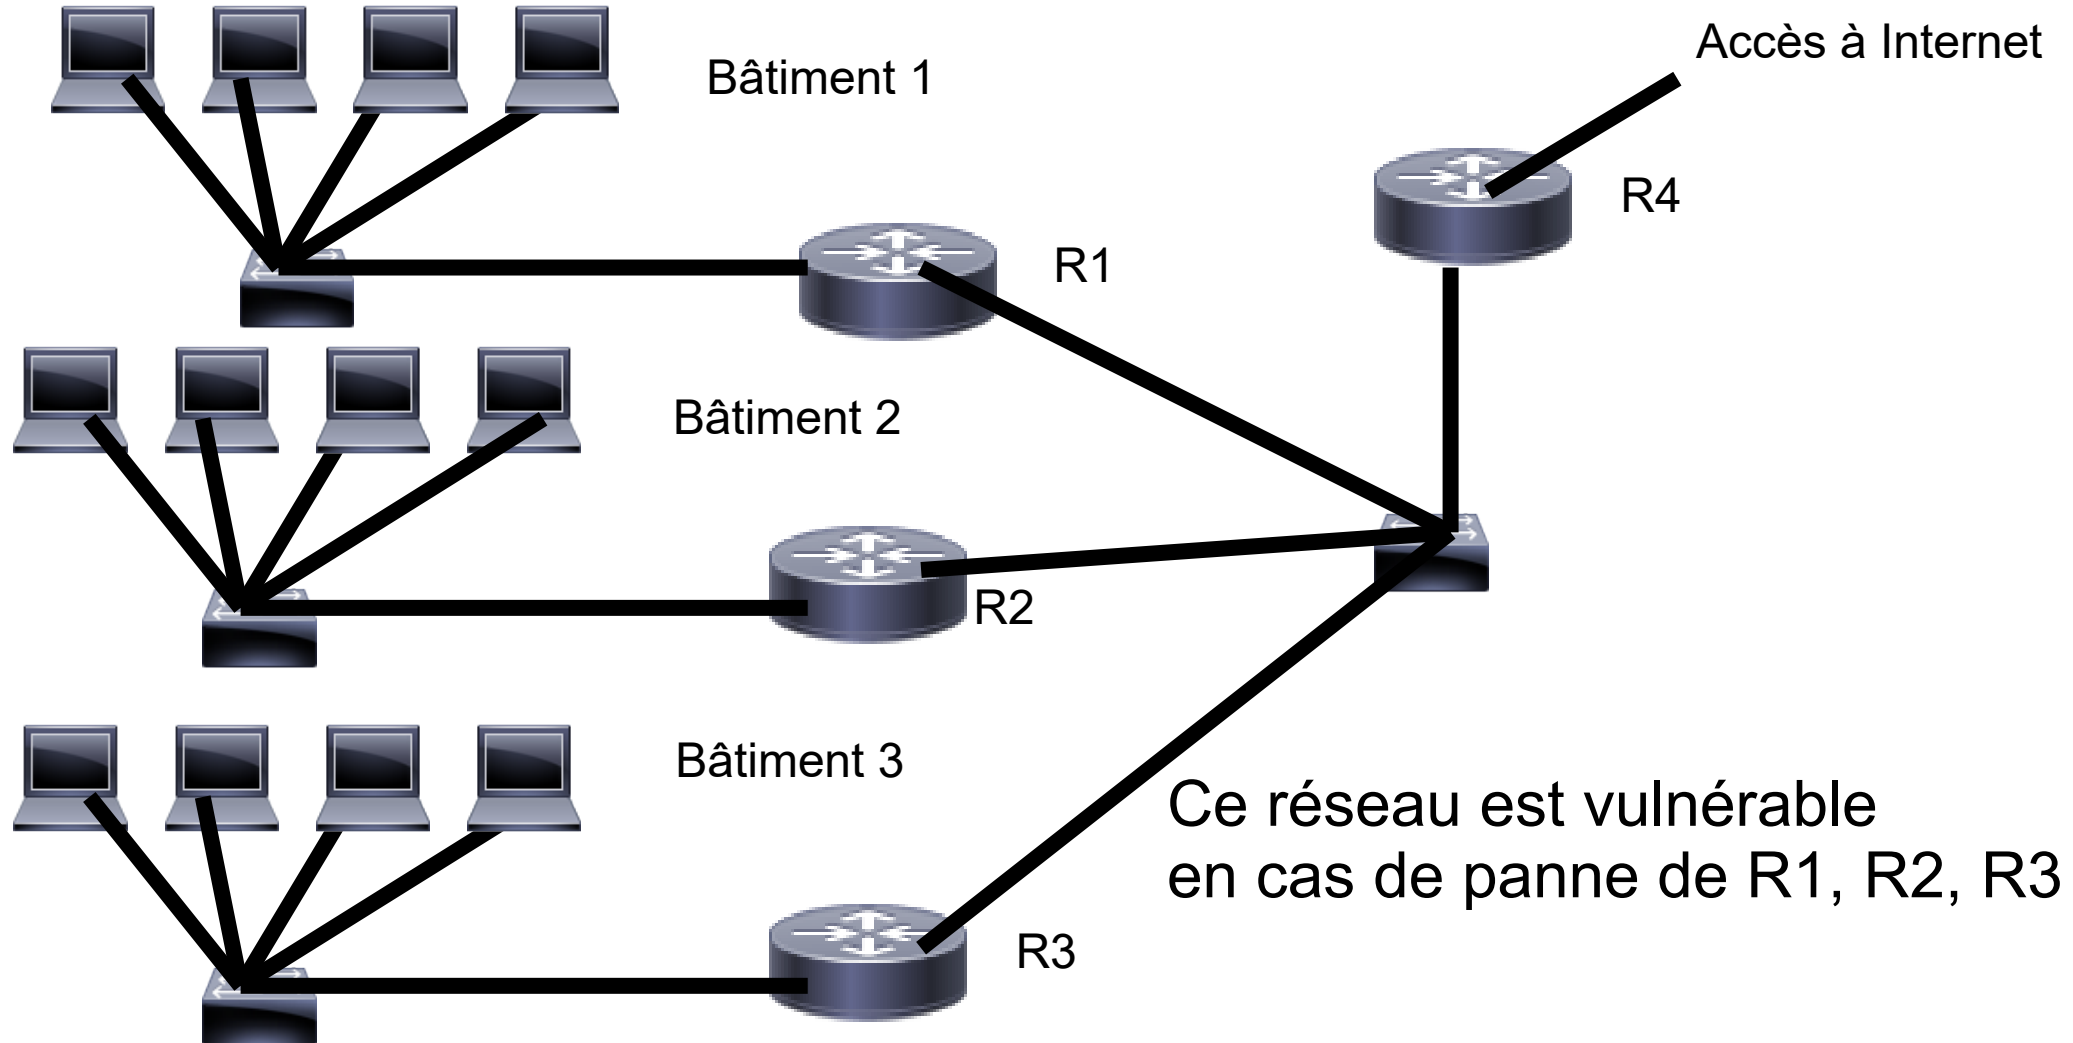 Accès à Internet
Bâtiment 1
R4
R1
Bâtiment 2
R2
Bâtiment 3
Ce réseau est vulnérable
en cas de panne de R1, R2, R3
R3